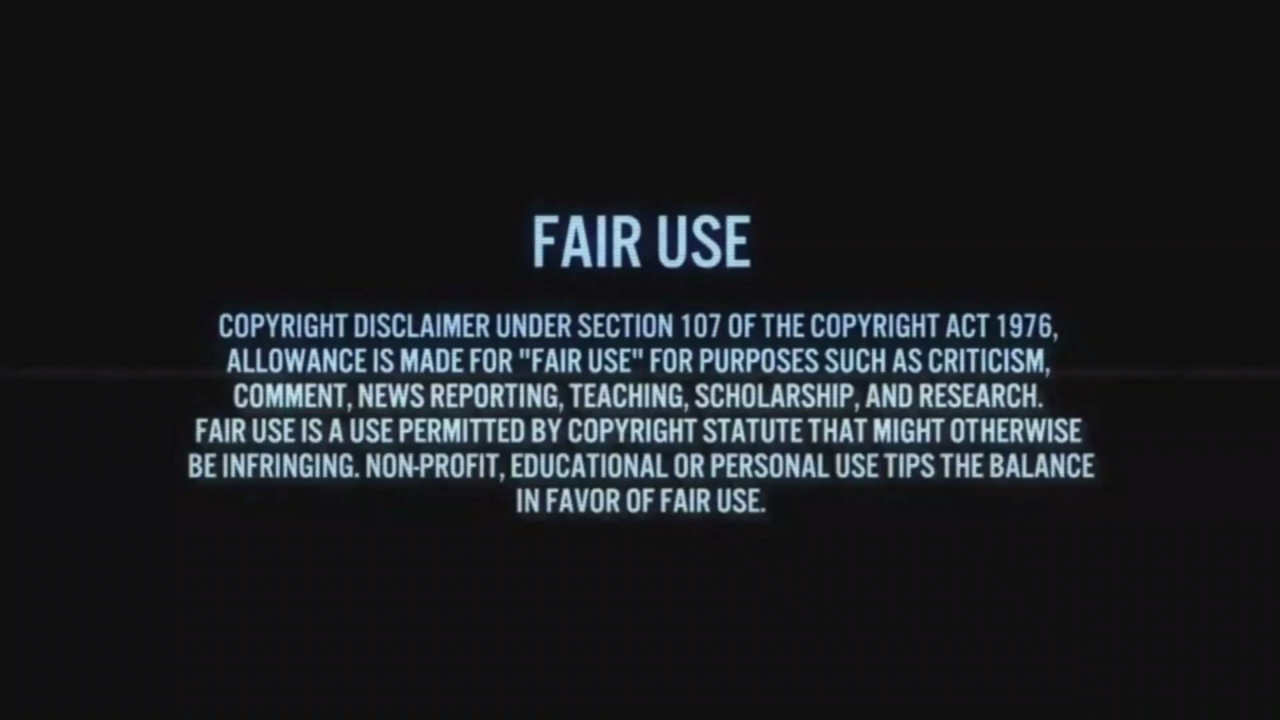 FAIR USE
COPYRIGHT DISCLAIMER UNDER SECTION 107 OF THE COPYRIGHT ACT 1976,
ALLOWANCE IS MADE FOR "FAIR USE" FOR PURPOSES SUCH AS CRITICISM,
COMMENT, NEWS REPORTING, TEACHING, SCHOLARSHIP, AND RESEARCH.
FAIR USE IS A USE PERMITTED BY COPYRIGHT STATUTE THAT MIGHT OTHERWISE
BE INFRINGING. NON-PROFIT, EDUCATIONAL OR PERSONAL USE TIPS THE BALANCE
IN FAVOR OF FAIR USE.